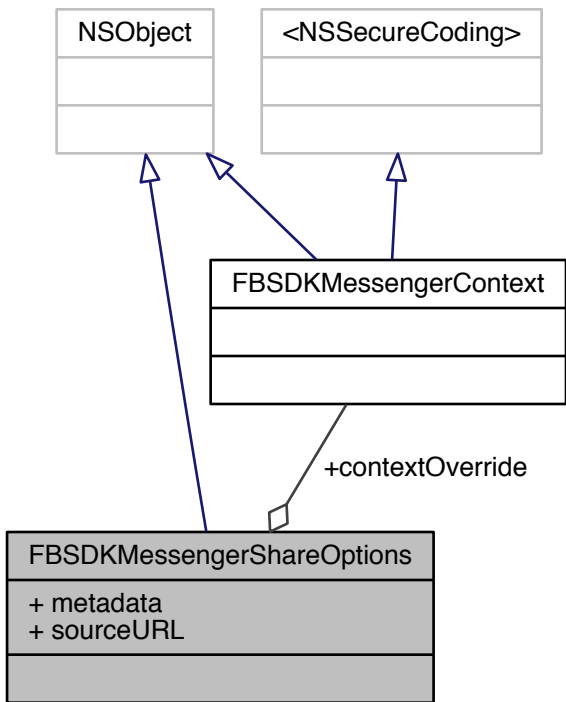 NSObject
<NSSecureCoding>
FBSDKMessengerContext
+contextOverride
FBSDKMessengerShareOptions
+ metadata
+ sourceURL